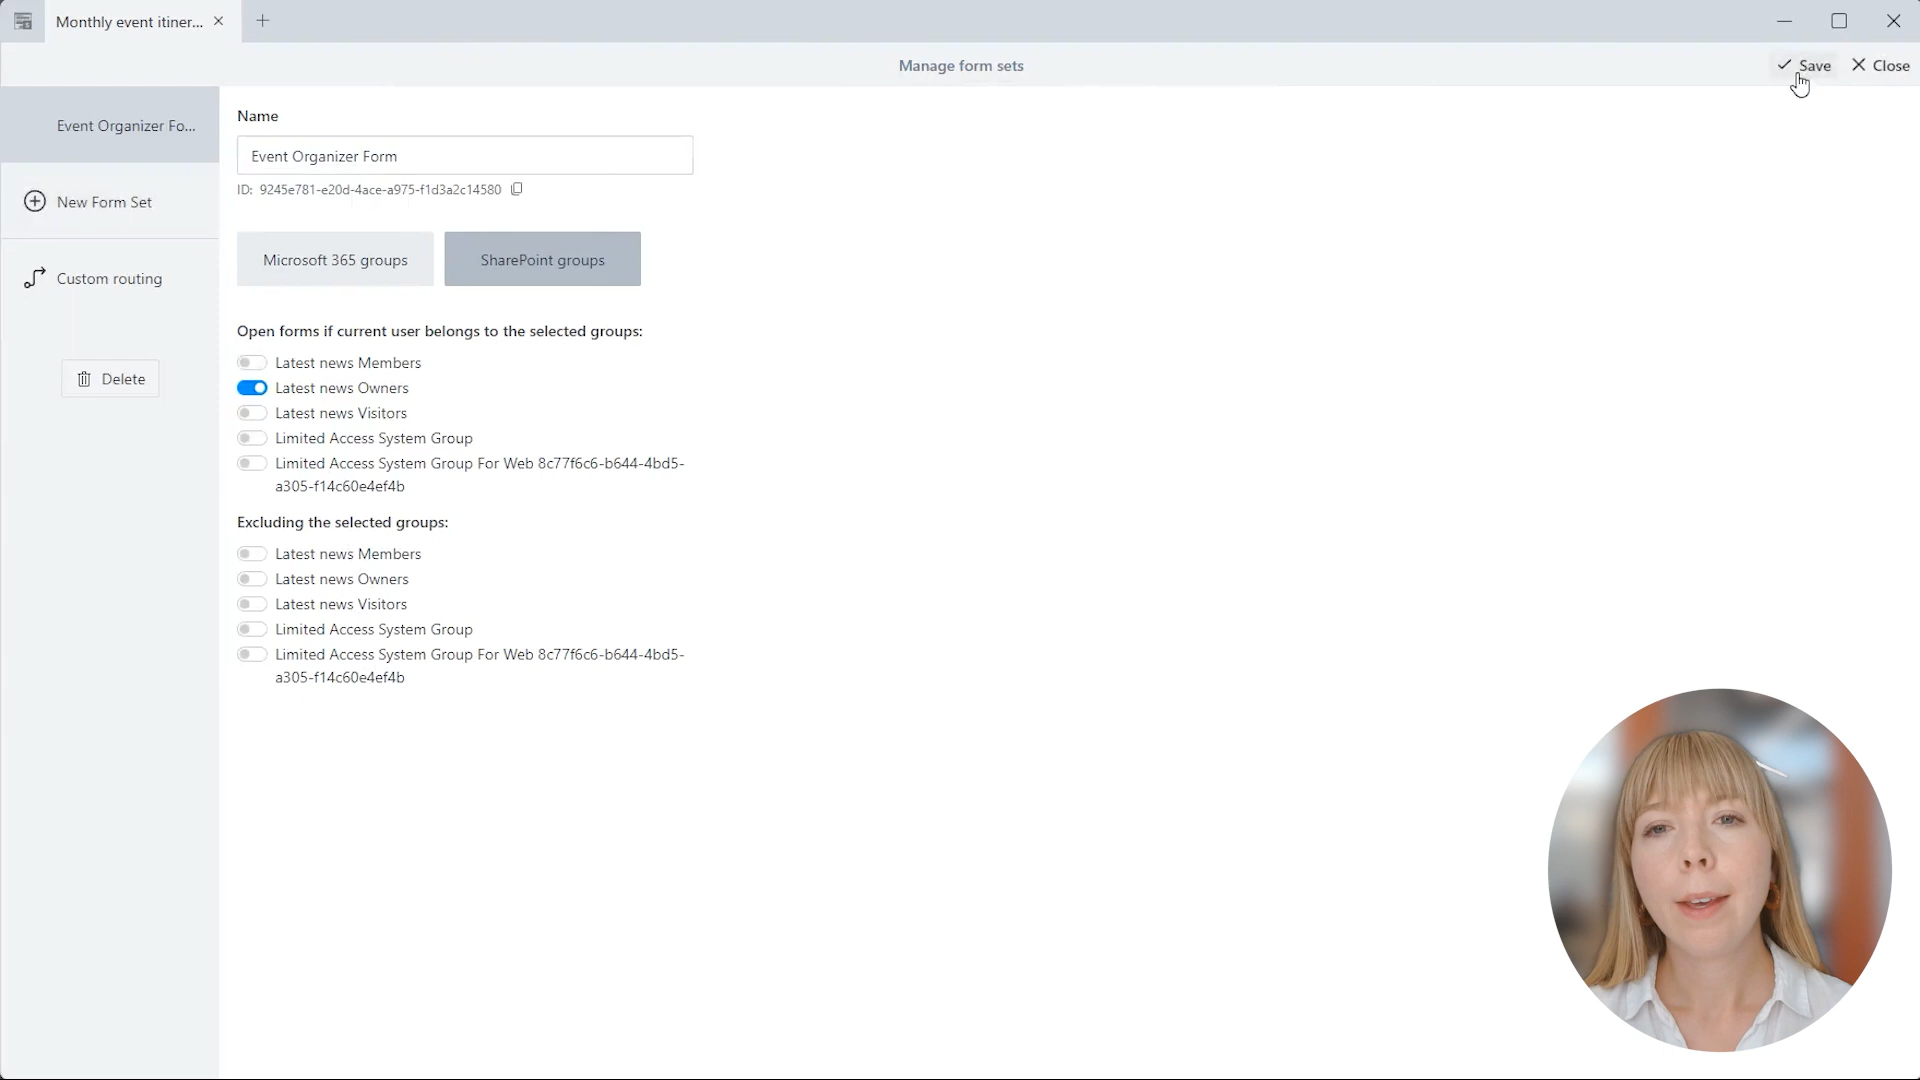 Monthly event itiner...
Manage form sets
Save
Close
Event Organizer Fo...
New Form Set
Custom routing
Delete
Name
Event Organizer Form
ID: 9245e781-e20d-4ace-a975-f1d3a2c14580
Microsoft 365 groups
SharePoint groups
Open forms if current user belongs to the selected groups:
Latest news Members
Latest news Owners
Latest news Visitors
Limited Access System Group
Limited Access System Group For Web 8c77f6c6-b644-4bd5-
a305-f14c60e4ef4b
Excluding the selected groups:
Latest news Members
Latest news Owners
Latest news Visitors
Limited Access System Group
Limited Access System Group For Web 8c77f6c6-b644-4bd5-
a305-f14c60e4ef4b